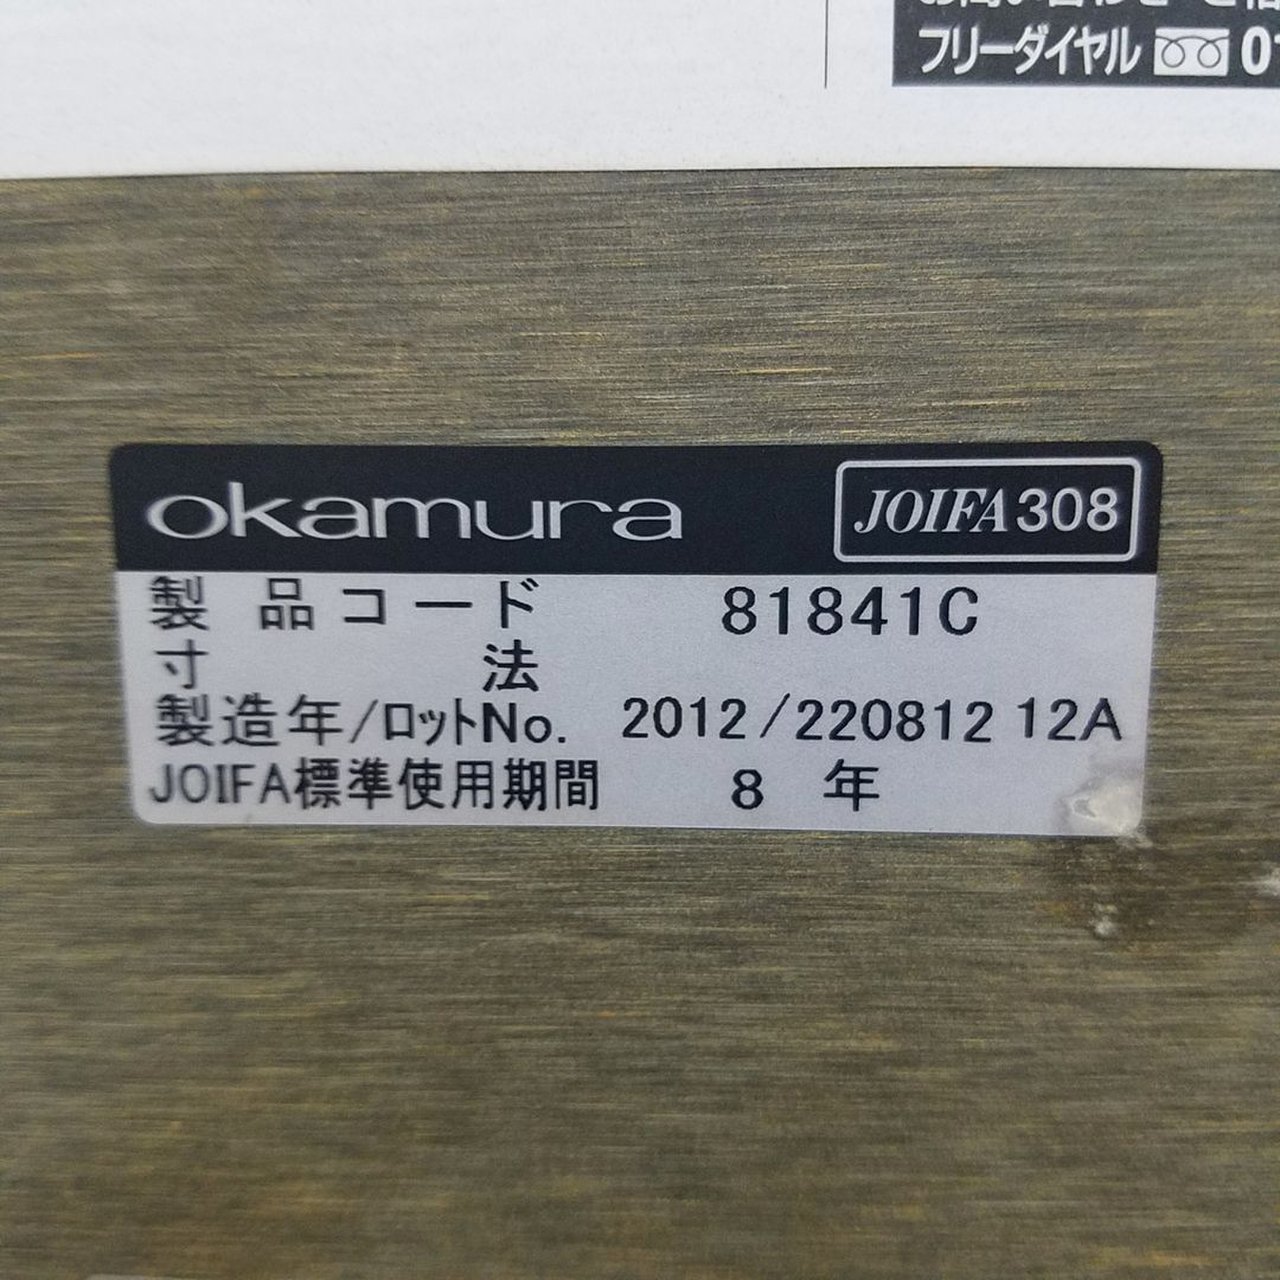 フリーダイヤル 01
okamura JOIFA308
製品コード 81841C
寸法
製造年/ロットNo. 2012/220812 12A
JOIFA標準使用期間 8年